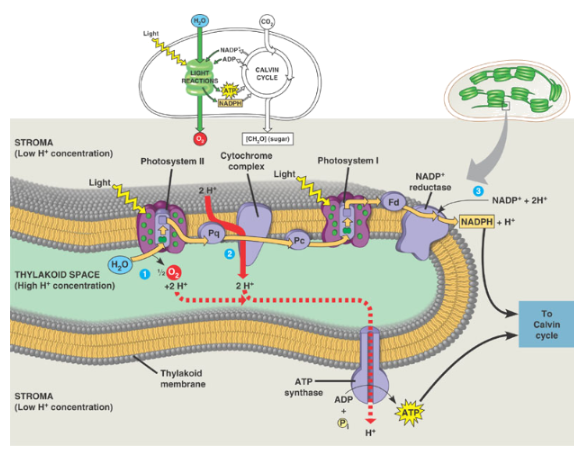 H₂O
CO₂
Light
NADP⁺
ADP
LIGHT
REACTIONS
CALVIN
CYCLE
ATP
NADPH
O₂
[CH₂O] (sugar)
STROMA
(Low H⁺ concentration)
Photosystem II
Cytochrome
complex
Photosystem I
Light
Light
NADP⁺
reductase
3
2 H⁺
Fd
NADP⁺ + 2H⁺
NADPH + H⁺
Pq
2
Pc
H₂O
THYLAKOID SPACE
(High H⁺ concentration)
1
½ O₂
+2 H⁺
2 H⁺
To
Calvin
cycle
Thylakoid
membrane
STROMA
(Low H⁺ concentration)
ATP
synthase
ADP
+
Pi
ATP
H⁺